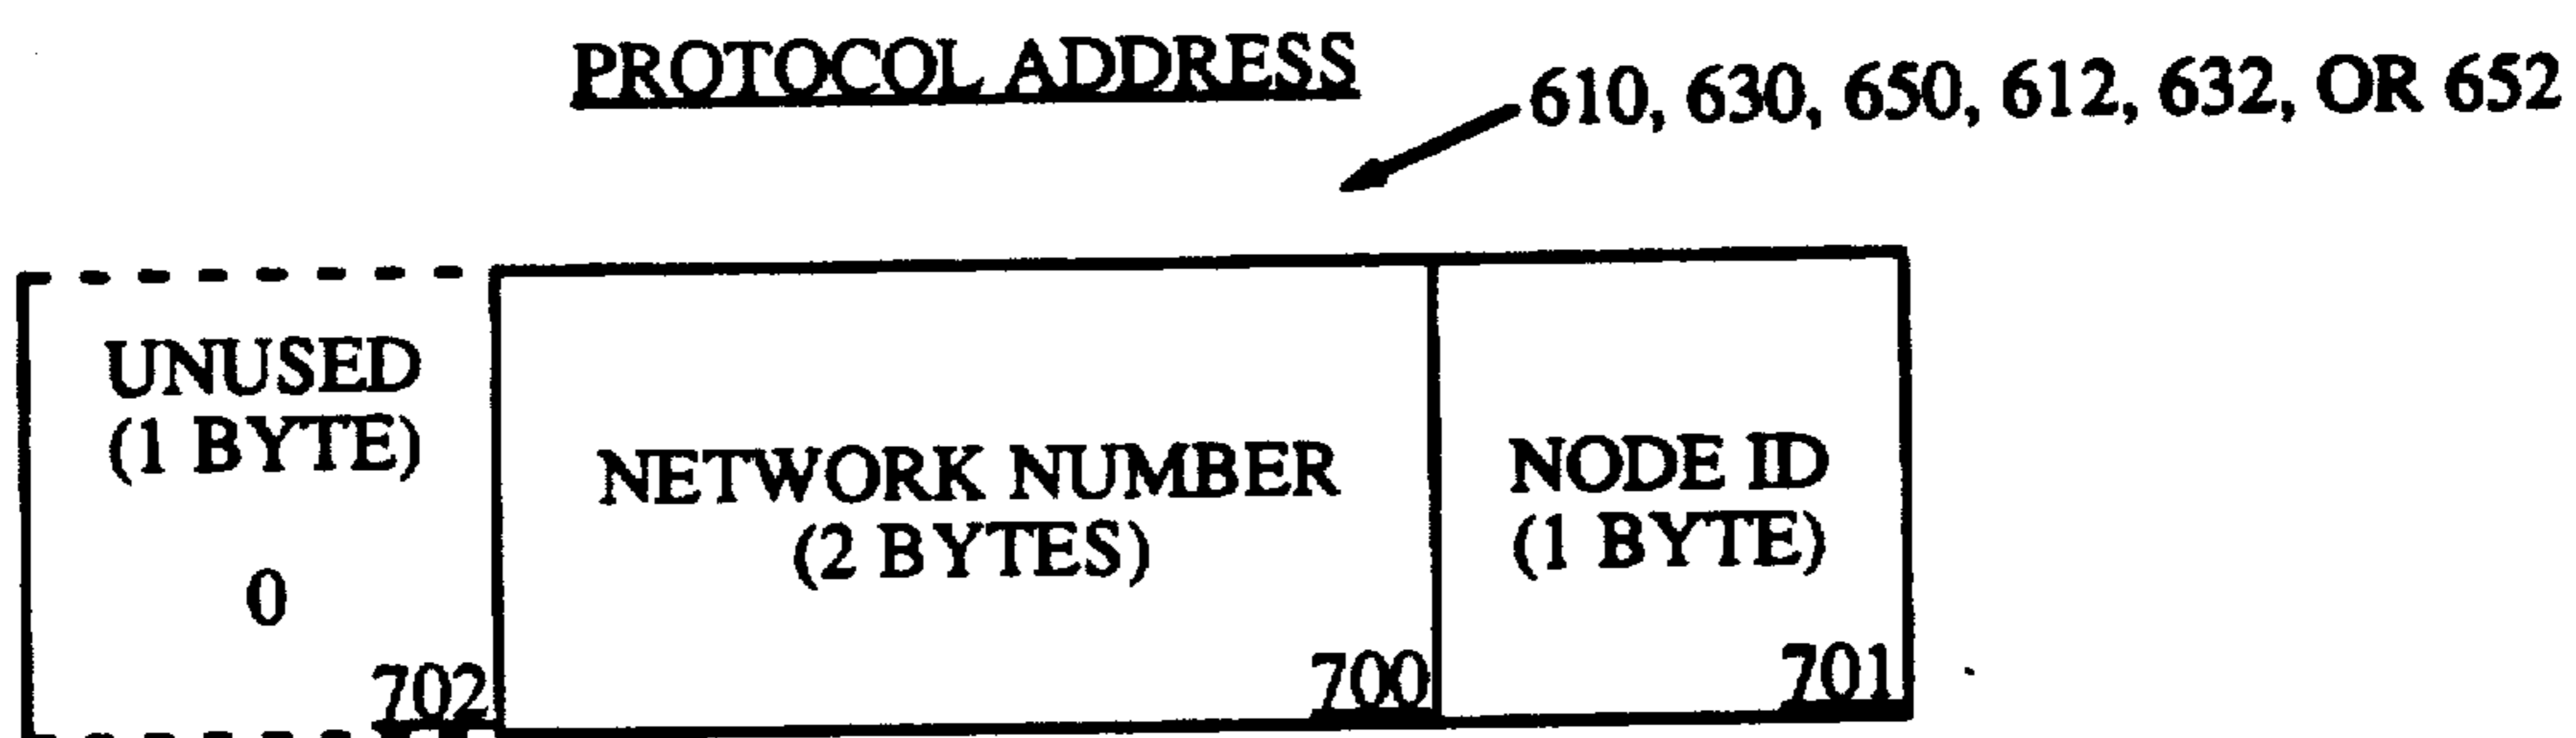 PROTOCOL ADDRESS
610, 630, 650, 612, 632, OR 652
UNUSED
(1 BYTE)
0
702
NETWORK NUMBER
(2 BYTES)
700
NODE ID
(1 BYTE)
701